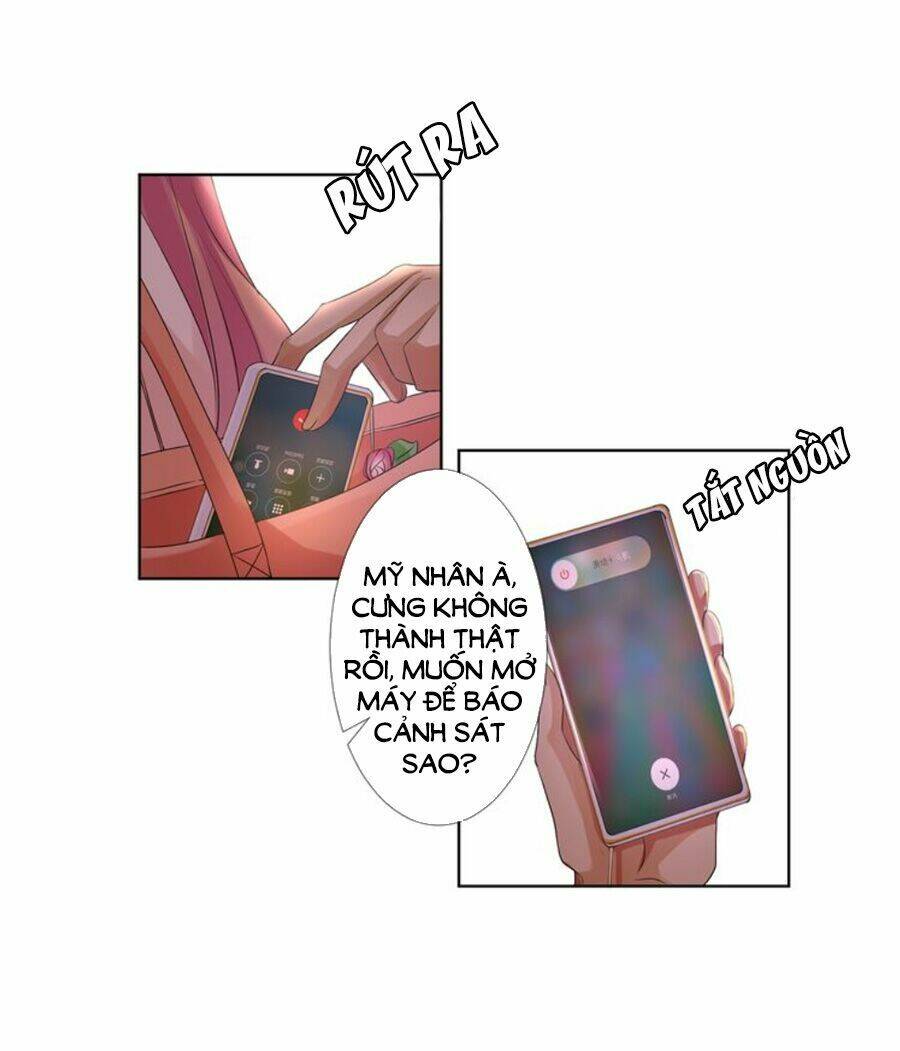 RÚT RA
TẮT NGUỒN
MỸ NHÂN À,
CƯNG KHÔNG
THÀNH THẬT
RỒI, MUỐN MỞ
MÁY ĐỂ BÁO
CẢNH SÁT
SAO?